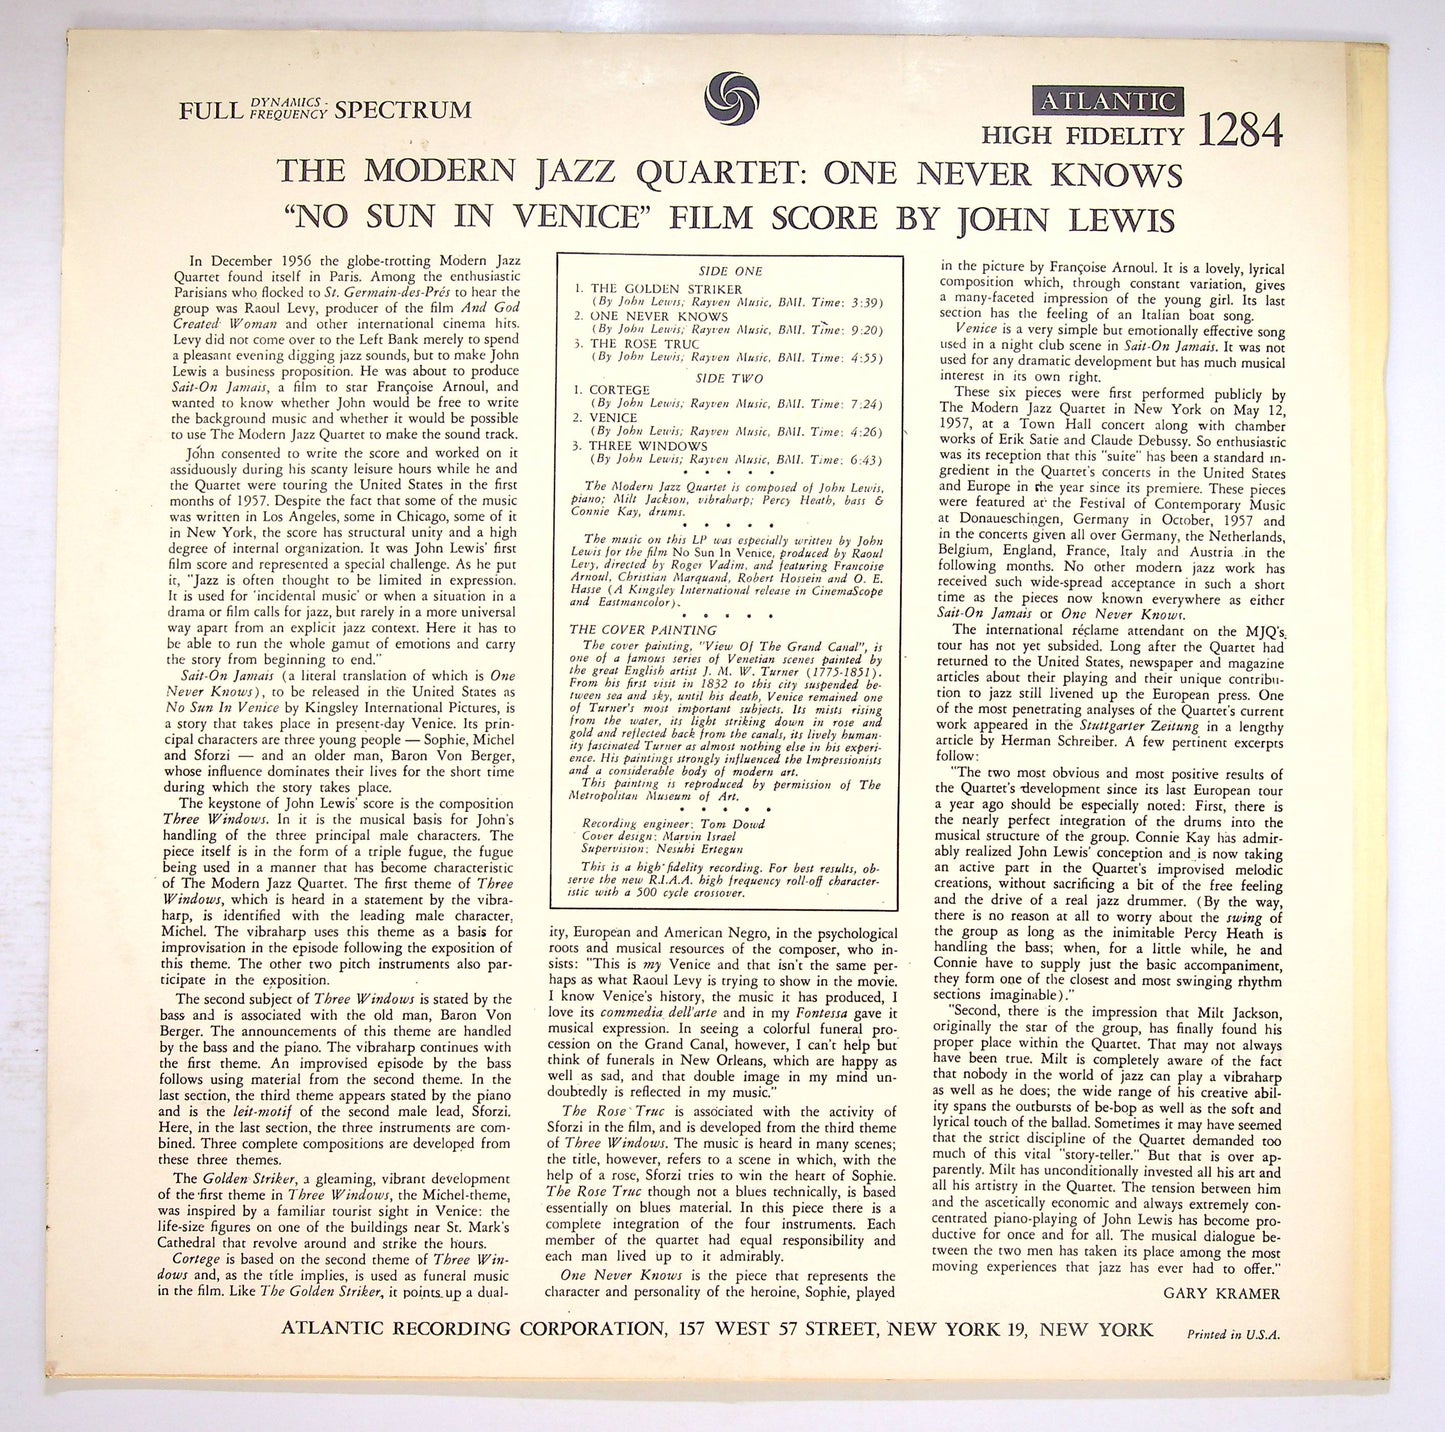 FULL DYNAMICS - FREQUENCY SPECTRUM
ATLANTIC
HIGH FIDELITY 1284
THE MODERN JAZZ QUARTET: ONE NEVER KNOWS
“NO SUN IN VENICE” FILM SCORE BY JOHN LEWIS
In December 1956 the globe-trotting Modern Jazz
Quartet found itself in Paris. Among the enthusiastic
Parisians who flocked to St. Germain-des-Prés to hear the
group was Raoul Levy, producer of the film And God
Created Woman and other international cinema hits.
Levy did not come over to the Left Bank merely to spend
a pleasant evening digging jazz sounds, but to make John
Lewis a business proposition. He was about to produce
Sait-On Jamais, a film to star Françoise Arnoul, and
wanted to know whether John would be free to write
the background music and whether it would be possible
to use The Modern Jazz Quartet to make the sound track.
John consented to write the score and worked on it
assiduously during his scanty leisure hours while he and
the Quartet were touring the United States in the first
months of 1957. Despite the fact that some of the music
was written in Los Angeles, some in Chicago, some of it
in New York, the score has structural unity and a high
degree of internal organization. It was John Lewis' first
film score and represented a special challenge. As he put
it, "Jazz is often thought to be limited in expression.
It is used for 'incidental music' or when a situation in a
drama or film calls for jazz, but rarely in a more universal
way apart from an explicit jazz context. Here it has to
be able to run the whole gamut of emotions and carry
the story from beginning to end."
Sait-On Jamais (a literal translation of which is One
Never Knows), to be released in the United States as
No Sun In Venice by Kingsley International Pictures, is
a story that takes place in present-day Venice. Its prin-
cipal characters are three young people — Sophie, Michel
and Sforzi — and an older man, Baron Von Berger,
whose influence dominates their lives for the short time
during which the story takes place.
The keystone of John Lewis' score is the composition
Three Windows. In it is the musical basis for John's
handling of the three principal male characters. The
piece itself is in the form of a triple fugue, the fugue
being used in a manner that has become characteristic
of The Modern Jazz Quartet. The first theme of Three
Windows, which is heard in a statement by the vibra-
harp, is identified with the leading male character,
Michel. The vibraharp uses this theme as a basis for
improvisation in the episode following the exposition of
this theme. The other two pitch instruments also par-
ticipate in the exposition.
The second subject of Three Windows is stated by the
bass and is associated with the old man, Baron Von
Berger. The announcements of this theme are handled
by the bass and the piano. The vibraharp continues with
the first theme. An improvised episode by the bass
follows using material from the second theme. In the
last section, the third theme appears stated by the piano
and is the leit-motif of the second male lead, Sforzi.
Here, in the last section, the three instruments are com-
bined. Three complete compositions are developed from
these three themes.
The Golden Striker, a gleaming, vibrant development
of the first theme in Three Windows, the Michel-theme,
was inspired by a familiar tourist sight in Venice: the
life-size figures on one of the buildings near St. Mark's
Cathedral that revolve around and strike the hours.
Cortege is based on the second theme of Three Win-
dows and, as the title implies, is used as funeral music
in the film. Like The Golden Striker, it points up a dual-
SIDE ONE
1. THE GOLDEN STRIKER
(By John Lewis; Rayven Music, BMI. Time: 3:39)
2. ONE NEVER KNOWS
(By John Lewis; Rayven Music, BMI. Time: 9:20)
3. THE ROSE TRUC
(By John Lewis; Rayven Music, BMI. Time: 4:55)
SIDE TWO
1. CORTEGE
(By John Lewis; Rayven Music, BMI. Time: 7:24)
2. VENICE
(By John Lewis; Rayven Music, BMI. Time: 4:26)
3. THREE WINDOWS
(By John Lewis; Rayven Music, BMI. Time: 6:43)
* * * * *
The Modern Jazz Quartet is composed of John Lewis,
piano; Milt Jackson, vibraharp; Percy Heath, bass &
Connie Kay, drums.
* * * * *
The music on this LP was especially written by John
Lewis for the film No Sun In Venice, produced by Raoul
Levy, directed by Roger Vadim, and featuring Francoise
Arnoul, Christian Marquand, Robert Hossein and O. E.
Hasse (A Kingsley International release in CinemaScope
and Eastmancolor).
* * * * *
THE COVER PAINTING
The cover painting, "View Of The Grand Canal", is
one of a famous series of Venetian scenes painted by
the great English artist J. M. W. Turner (1775-1851).
From his first visit in 1832 to this city suspended be-
tween sea and sky, until his death, Venice remained one
of Turner's most important subjects. Its mists rising
from the water, its light striking down in rose and
gold and reflected back from the canals, its lively human-
ity fascinated Turner as almost nothing else in his experi-
ence. His paintings strongly influenced the Impressionists
and a considerable body of modern art.
This painting is reproduced by permission of The
Metropolitan Museum of Art.
* * * * *
Recording engineer: Tom Dowd
Cover design: Marvin Israel
Supervision: Nesuhi Ertegun
This is a high fidelity recording. For best results, ob-
serve the new R.I.A.A. high frequency roll-off character-
istic with a 500 cycle crossover.
ity, European and American Negro, in the psychological
roots and musical resources of the composer, who in-
sists: "This is my Venice and that isn't the same per-
haps as what Raoul Levy is trying to show in the movie.
I know Venice's history, the music it has produced, I
love its commedia dell'arte and in my Fontessa gave it
musical expression. In seeing a colorful funeral pro-
cession on the Grand Canal, however, I can't help but
think of funerals in New Orleans, which are happy as
well as sad, and that double image in my mind un-
doubtedly is reflected in my music."
The Rose Truc is associated with the activity of
Sforzi in the film, and is developed from the third theme
of Three Windows. The music is heard in many scenes;
the title, however, refers to a scene in which, with the
help of a rose, Sforzi tries to win the heart of Sophie.
The Rose Truc though not a blues technically, is based
essentially on blues material. In this piece there is a
complete integration of the four instruments. Each
member of the quartet had equal responsibility and
each man lived up to it admirably.
One Never Knows is the piece that represents the
character and personality of the heroine, Sophie, played
in the picture by Françoise Arnoul. It is a lovely, lyrical
composition which, through constant variation, gives
a many-faceted impression of the young girl. Its last
section has the feeling of an Italian boat song.
Venice is a very simple but emotionally effective song
used in a night club scene in Sait-On Jamais. It was not
used for any dramatic development but has much musical
interest in its own right.
These six pieces were first performed publicly by
The Modern Jazz Quartet in New York on May 12,
1957, at a Town Hall concert along with chamber
works of Erik Satie and Claude Debussy. So enthusiastic
was its reception that this "suite" has been a standard in-
gredient in the Quartet's concerts in the United States
and Europe in the year since its premiere. These pieces
were featured at the Festival of Contemporary Music
at Donaueschingen, Germany in October, 1957 and
in the concerts given all over Germany, the Netherlands,
Belgium, England, France, Italy and Austria in the
following months. No other modern jazz work has
received such wide-spread acceptance in such a short
time as the pieces now known everywhere as either
Sait-On Jamais or One Never Knows.
The international réclame attendant on the MJQ's
tour has not yet subsided. Long after the Quartet had
returned to the United States, newspaper and magazine
articles about their playing and their unique contribu-
tion to jazz still livened up the European press. One
of the most penetrating analyses of the Quartet's current
work appeared in the Stuttgarter Zeitung in a lengthy
article by Herman Schreiber. A few pertinent excerpts
follow:
"The two most obvious and most positive results of
the Quartet's development since its last European tour
a year ago should be especially noted: First, there is
the nearly perfect integration of the drums into the
musical structure of the group. Connie Kay has admir-
ably realized John Lewis' conception and is now taking
an active part in the Quartet's improvised melodic
creations, without sacrificing a bit of the free feeling
and the drive of a real jazz drummer. (By the way,
there is no reason at all to worry about the swing of
the group as long as the inimitable Percy Heath is
handling the bass; when, for a little while, he and
Connie have to supply just the basic accompaniment,
they form one of the closest and most swinging rhythm
sections imaginable)."
"Second, there is the impression that Milt Jackson,
originally the star of the group, has finally found his
proper place within the Quartet. That may not always
have been true. Milt is completely aware of the fact
that nobody in the world of jazz can play a vibraharp
as well as he does; the wide range of his creative abil-
ity spans the outbursts of be-bop as well as the soft and
lyrical touch of the ballad. Sometimes it may have seemed
that the strict discipline of the Quartet demanded too
much of this vital "story-teller." But that is over ap-
parently. Milt has unconditionally invested all his art and
all his artistry in the Quartet. The tension between him
and the ascetically economic and always extremely con-
centrated piano-playing of John Lewis has become pro-
ductive for once and for all. The musical dialogue be-
tween the two men has taken its place among the most
moving experiences that jazz has ever had to offer."
GARY KRAMER
ATLANTIC RECORDING CORPORATION, 157 WEST 57 STREET, NEW YORK 19, NEW YORK
Printed in U.S.A.